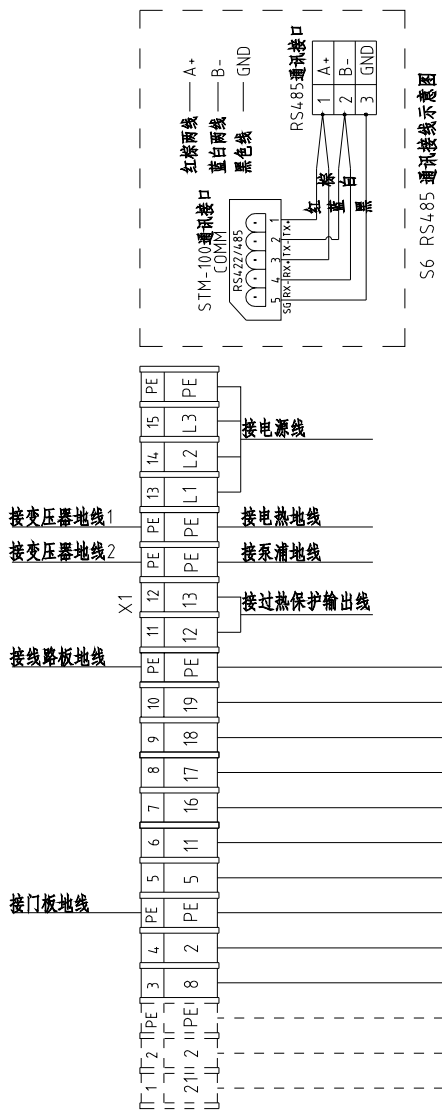 S6 RS485 通讯接线示意图
STM-100通讯接口
COMM
RS422/485
5 4 3 2 1
SG RX- RX+ TX- TX+
红棕两线 A+
蓝白两线 B-
黑色线 GND
RS485通讯接口
1 A+
2 B-
3 GND
红 棕
蓝 白
黑
X1
PE PE
15 L3
14 L2
13 L1
接电源线
接变压器地线1 PE PE 接电热地线
接变压器地线2 PE PE 接泵浦地线
12 13
11 12
接过热保护输出线
接线路板地线 PE PE
10 19
9 18
8 17
7 16
6 11
5 5
接门板地线 PE PE
4 2
3 8
PE PE
2 2
1 21